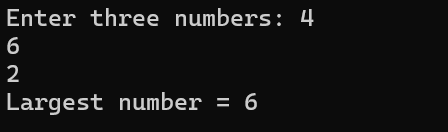 Enter three numbers: 4
6
2
Largest number = 6